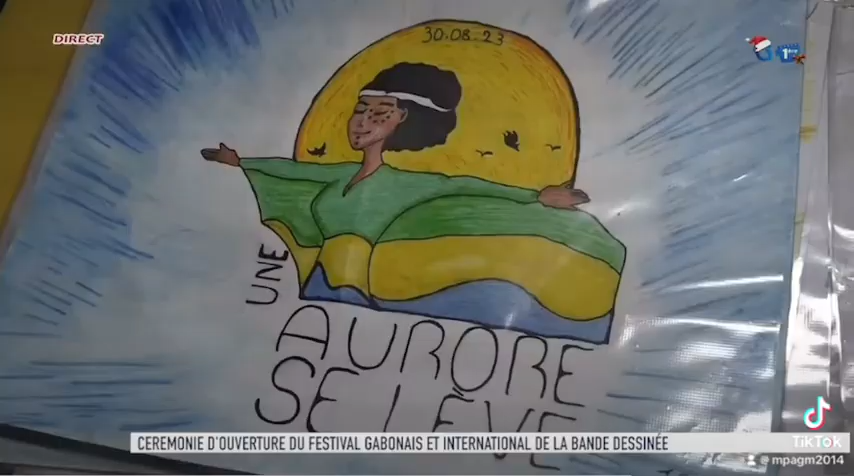 DIRECT
30.08.23
1ère
UNE
AURORE
SE LÈVE
CEREMONIE D'OUVERTURE DU FESTIVAL GABONAIS ET INTERNATIONAL DE LA BANDE DESSINÉE
TikTok
@mpagm2014